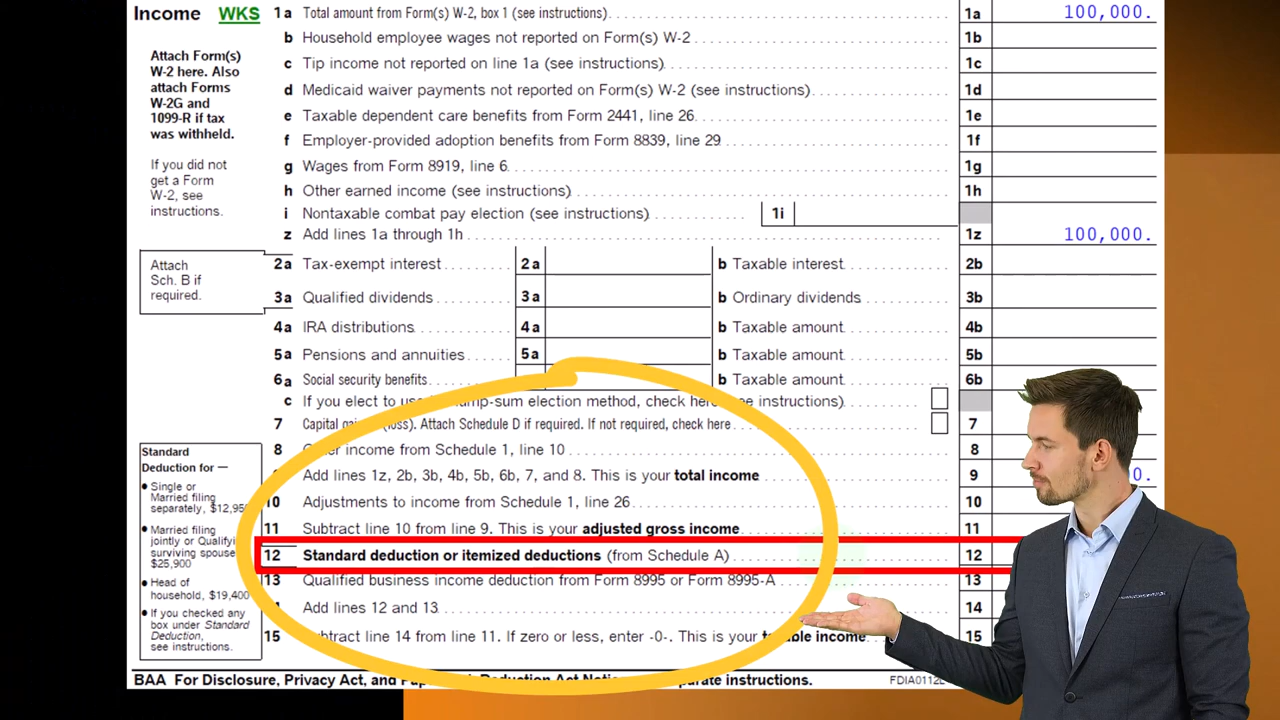 Income WKS 1a Total amount from Form(s) W-2, box 1 (see instructions) 1a 100,000.
b Household employee wages not reported on Form(s) W-2 1b
Attach Form(s)
W-2 here. Also
attach Forms
W-2G and
1099-R if tax
was withheld.
c Tip income not reported on line 1a (see instructions) 1c
d Medicaid waiver payments not reported on Form(s) W-2 (see instructions) 1d
e Taxable dependent care benefits from Form 2441, line 26 1e
f Employer-provided adoption benefits from Form 8839, line 29 1f
If you did not
get a Form
W-2, see
instructions.
g Wages from Form 8919, line 6 1g
h Other earned income (see instructions) 1h
i Nontaxable combat pay election (see instructions) 1i
z Add lines 1a through 1h 1z 100,000.
Attach
Sch. B if
required.
2a Tax-exempt interest 2a b Taxable interest 2b
3a Qualified dividends 3a b Ordinary dividends 3b
4a IRA distributions 4a b Taxable amount 4b
5a Pensions and annuities 5a b Taxable amount 5b
6a Social security benefits b Taxable amount 6b
c If you elect to use election method, check here instructions)
7 Capital (loss). Attach Schedule D if required. If not required, check here 7
8 income from Schedule 1, line 10 8
Add lines 1z, 2b, 3b, 4b, 5b, 6b, 7, and 8. This is your total income 9 0.
10 Adjustments to income from Schedule 1, line 26 10
11 Subtract line 10 from line 9. This is your adjusted gross income 11
12 Standard deduction or itemized deductions (from Schedule A) 12
13 Qualified business income deduction from Form 8995 or Form 8995-A 13
Add lines 12 and 13 14
15 line 14 from line 11. If zero or less, enter -0-. This is your income 15
Standard
Deduction for —
• Single or
Married filing
separately,
• Married filing
jointly or
surviving
$25,900
• Head of
household, $19,400
• If you checked any
box under Standard
Deduction,
see instructions.
BAA For Disclosure, Privacy Act, and Act instructions.